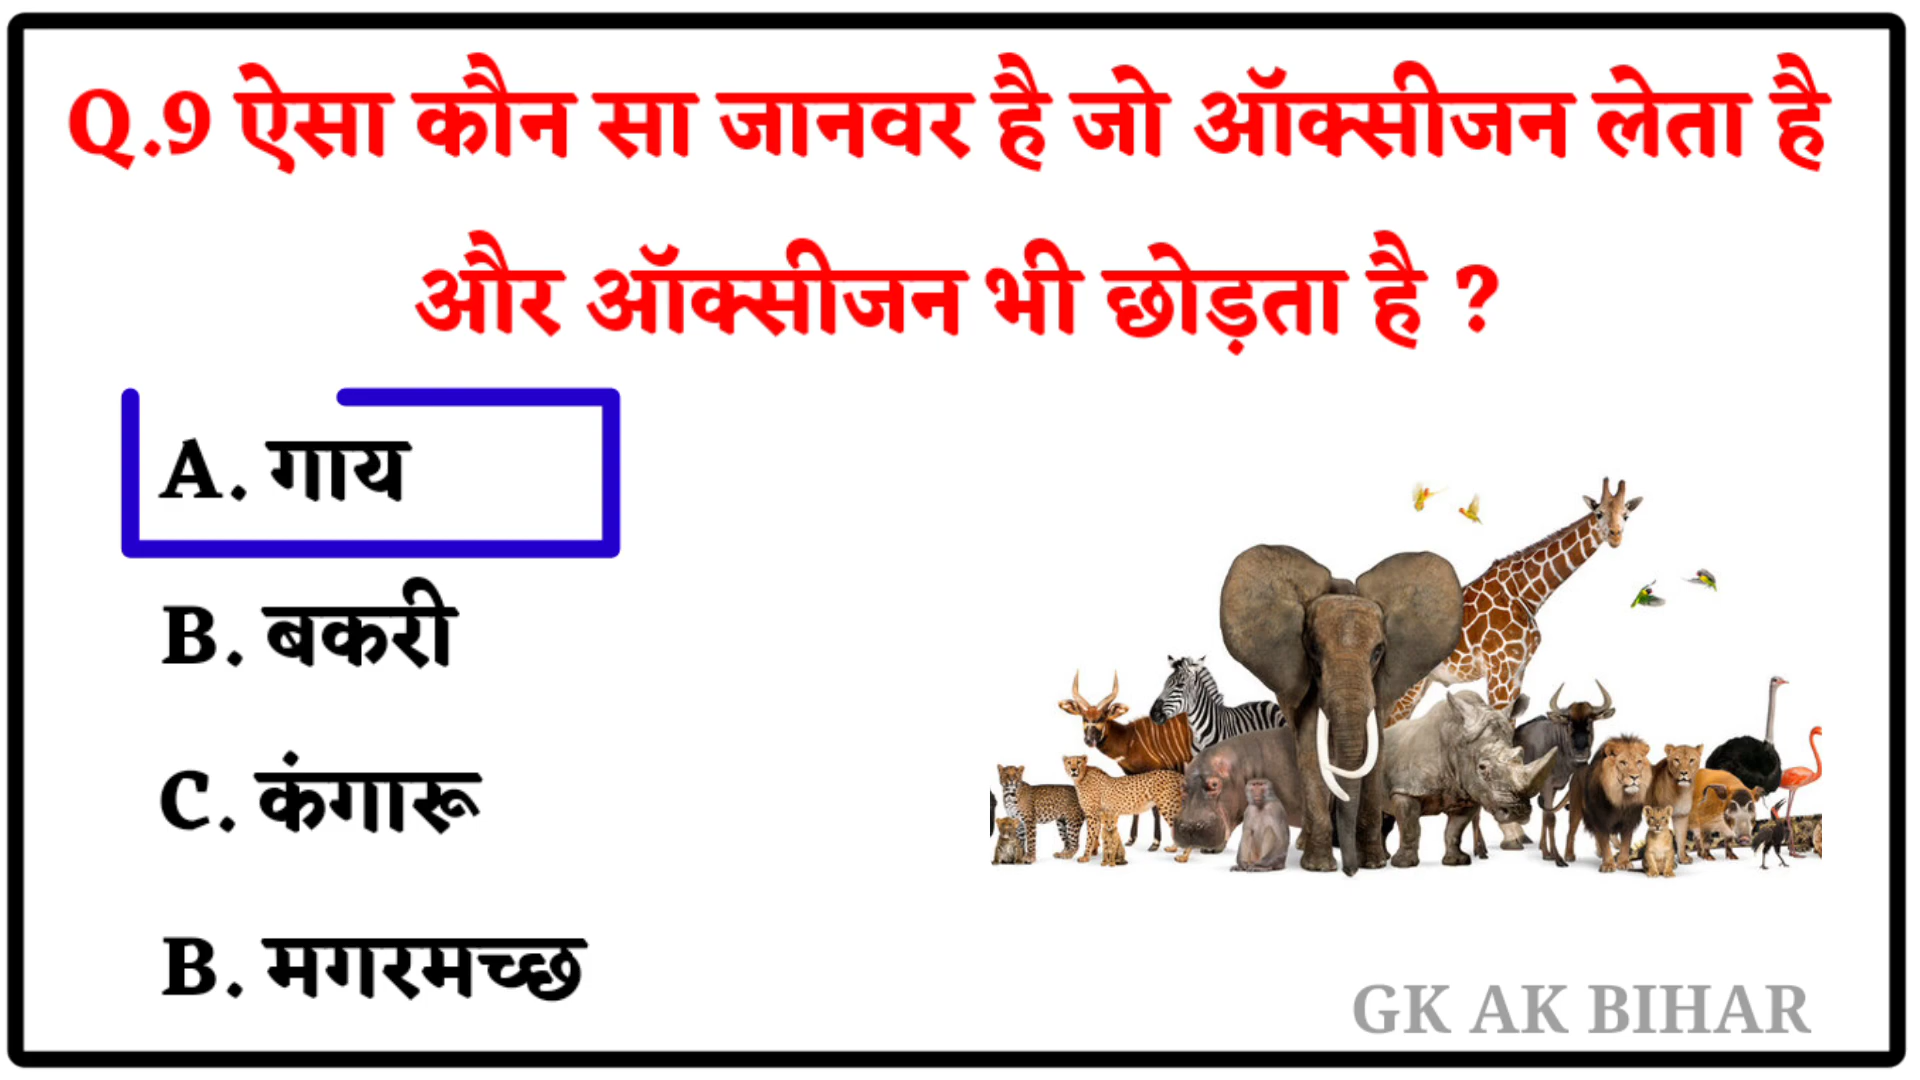 Q.9 ऐसा कौन सा जानवर है जो ऑक्सीजन लेता है
और ऑक्सीजन भी छोड़ता है ?
A. गाय
B. बकरी
C. कंगारू
B. मगरमच्छ
GK AK BIHAR